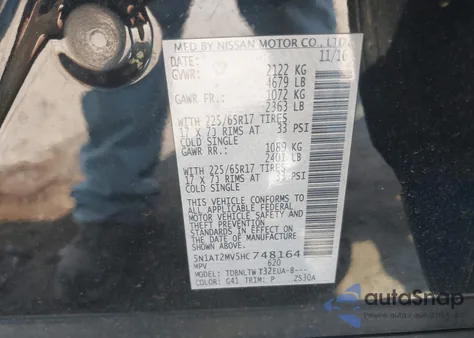 MFD BY NISSAN MOTOR CO., LTD.
DATE: 11/16
GVWR: 2122 KG
4679 LB
GAWR FR.: 1072 KG
2363 LB
WITH 225/65R17 TIRES
17 X 7J RIMS AT 33 PSI
COLD SINGLE
GAWR RR.: 1089 KG
2401 LB
WITH 225/65R17 TIRES
17 X 7J RIMS AT 33 PSI
COLD SINGLE
THIS VEHICLE CONFORMS
TO ALL APPLICABLE FEDERAL
MOTOR VEHICLE SAFETY AND
THEFT PREVENTION
STANDARDS IN EFFECT ON
THE DATE OF MANUFACTURE
5N1AT2MV5HC748164
MPV 620
MODEL: TDBNLTW T32EUA-B---
COLOR: G41 TRIM: P 2530A
autoSnap